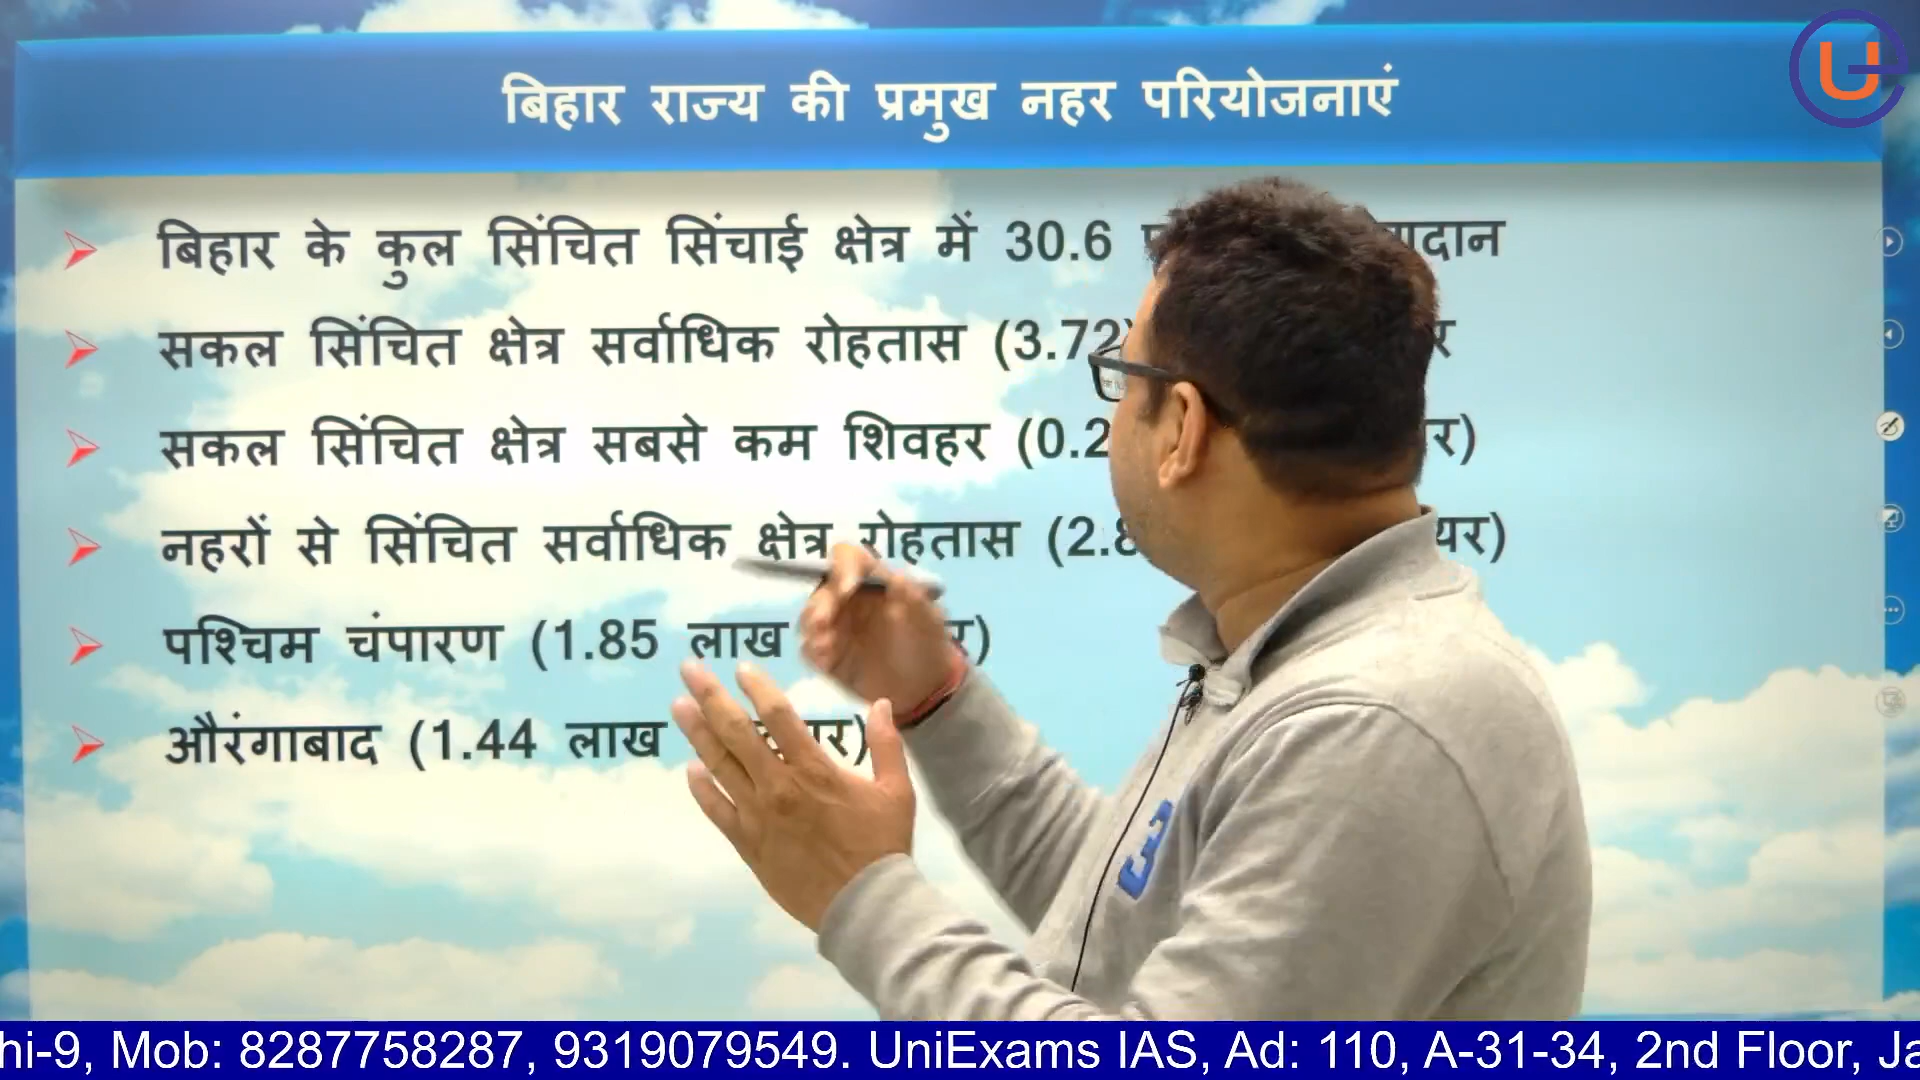 बिहार राज्य की प्रमुख नहर परियोजनाएं
बिहार के कुल सिंचित सिंचाई क्षेत्र में 30.6
सकल सिंचित क्षेत्र सर्वाधिक रोहतास (3.72)
सकल सिंचित क्षेत्र सबसे कम शिवहर (0.2
नहरों से सिंचित सर्वाधिक क्षेत्र रोहतास (2.8
पश्चिम चंपारण (1.85 लाख
औरंगाबाद (1.44 लाख
hi-9, Mob: 8287758287, 9319079549. UniExams IAS, Ad: 110, A-31-34, 2nd Floor, Ja